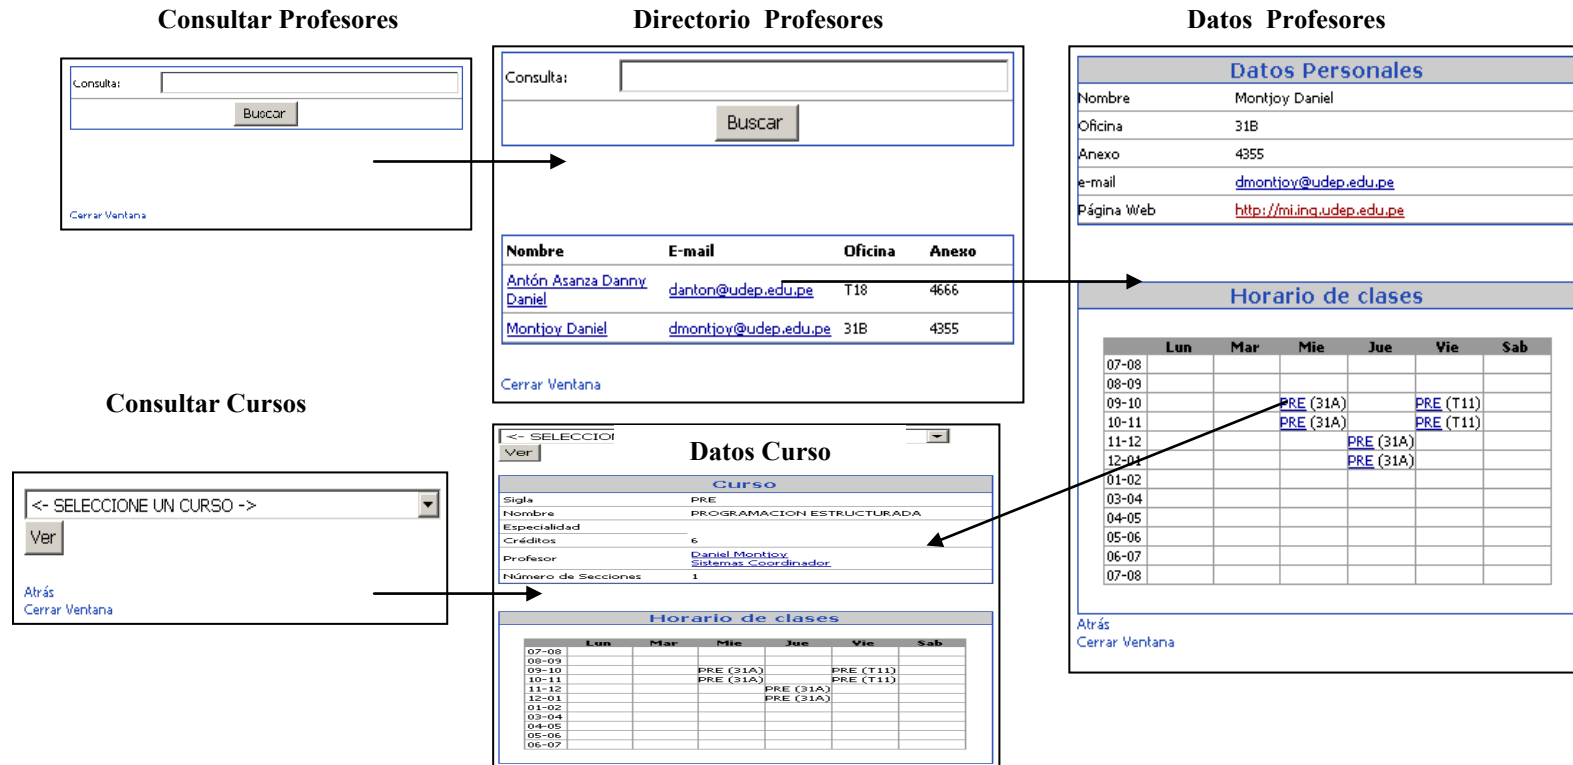 Consultar Profesores
Consulta:
Buscar
Cerrar Ventana
Directorio Profesores
Consulta:
Buscar
Nombre E-mail Oficina Anexo
Antón Asanza Danny
Daniel danton@udep.edu.pe T18 4666
Montjoy Daniel dmontjoy@udep.edu.pe 31B 4355
Cerrar Ventana
Datos Profesores
Datos Personales
Nombre Montjoy Daniel
Oficina 31B
Anexo 4355
e-mail dmontjoy@udep.edu.pe
Página Web http://mi.ing.udep.edu.pe
Horario de clases
Lun Mar Mie Jue Vie Sab
07-08
08-09
09-10 PRE (31A) PRE (T11)
10-11 PRE (31A) PRE (T11)
11-12 PRE (31A)
12-01 PRE (31A)
01-02
03-04
04-05
05-06
06-07
07-08
Atrás
Cerrar Ventana
Consultar Cursos
<- SELECCIONE UN CURSO ->
Ver
Atrás
Cerrar Ventana
<- SELECCIO
Ver
Datos Curso
Curso
Sigla PRE
Nombre PROGRAMACION ESTRUCTURADA
Especialidad
Créditos 6
Profesor Daniel Montjoy
Sistemas Coordinador
Número de Secciones 1
Horario de clases
Lun Mar Mie Jue Vie Sab
07-08
08-09
09-10 PRE (31A) PRE (T11)
10-11 PRE (31A) PRE (T11)
11-12 PRE (31A)
12-01 PRE (31A)
01-02
03-04
04-05
05-06
06-07